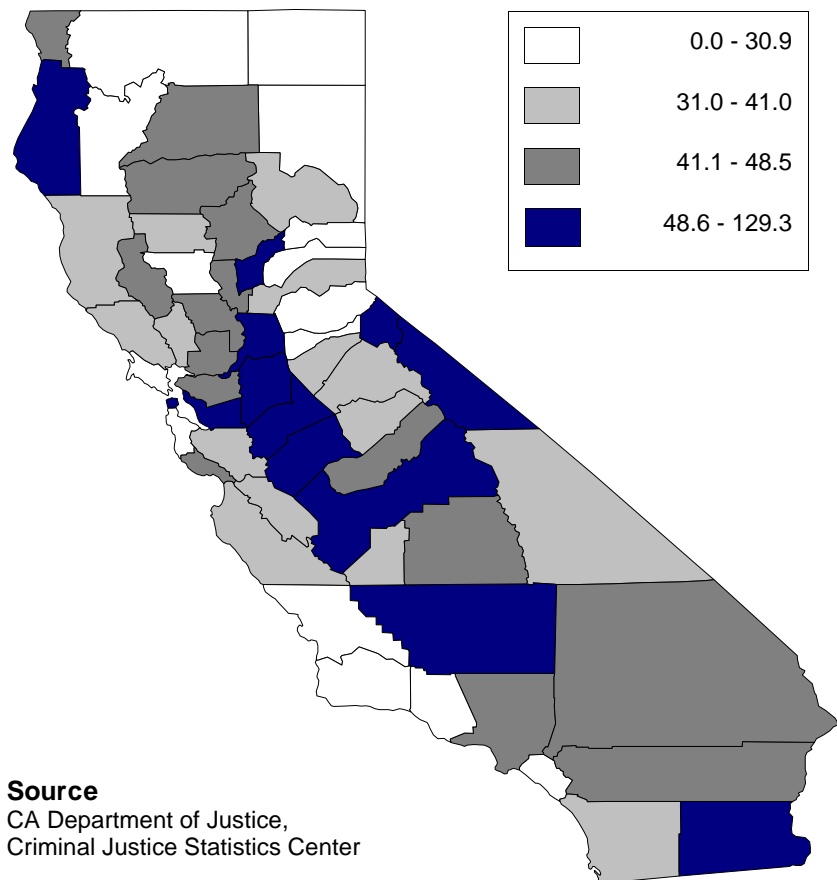 0.0 - 30.9
31.0 - 41.0
41.1 - 48.5
48.6 - 129.3
Source
CA Department of Justice,
Criminal Justice Statistics Center